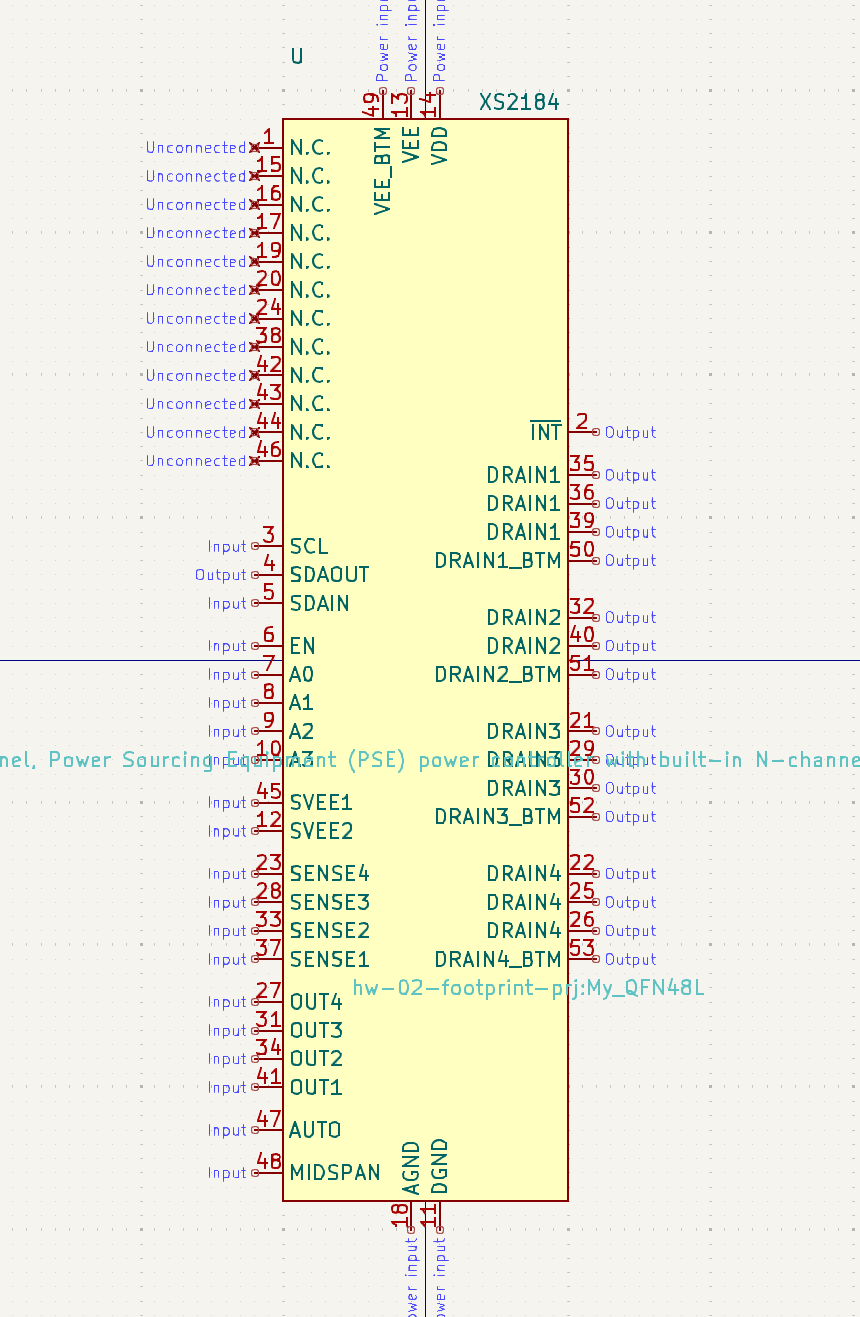 Power input Power input Power input
U
49 13 14
XS2184
VEE_BTM VEE VDD
Unconnected 1 N.C.
Unconnected 15 N.C.
Unconnected 16 N.C.
Unconnected 17 N.C.
Unconnected 19 N.C.
Unconnected 20 N.C.
Unconnected 24 N.C.
Unconnected 38 N.C.
Unconnected 42 N.C.
Unconnected 43 N.C.
Unconnected 44 N.C. INT 2 Output
Unconnected 46 N.C.
DRAIN1 35 Output
DRAIN1 36 Output
DRAIN1 39 Output
Input 3 SCL
DRAIN1_BTM 50 Output
Output 4 SDAOUT
Input 5 SDAIN
DRAIN2 32 Output
Input 6 EN DRAIN2 40 Output
Input 7 A0 DRAIN2_BTM 51 Output
Input 8 A1
Input 9 A2 DRAIN3 21 Output
Input 10 A3 DRAIN3 29 Output
nel, Power Sourcing Equipment (PSE) power controller with built-in N-channe
DRAIN3 30 Output
Input 45 SVEE1
DRAIN3_BTM 52 Output
Input 12 SVEE2
Input 23 SENSE4 DRAIN4 22 Output
Input 28 SENSE3 DRAIN4 25 Output
Input 33 SENSE2 DRAIN4 26 Output
Input 37 SENSE1 DRAIN4_BTM 53 Output
hw-02-footprint-prj:My_QFN48L
Input 27 OUT4
Input 31 OUT3
Input 34 OUT2
Input 41 OUT1
Input 47 AUTO
Input 48 MIDSPAN
AGND DGND
18 11
ower input ower input